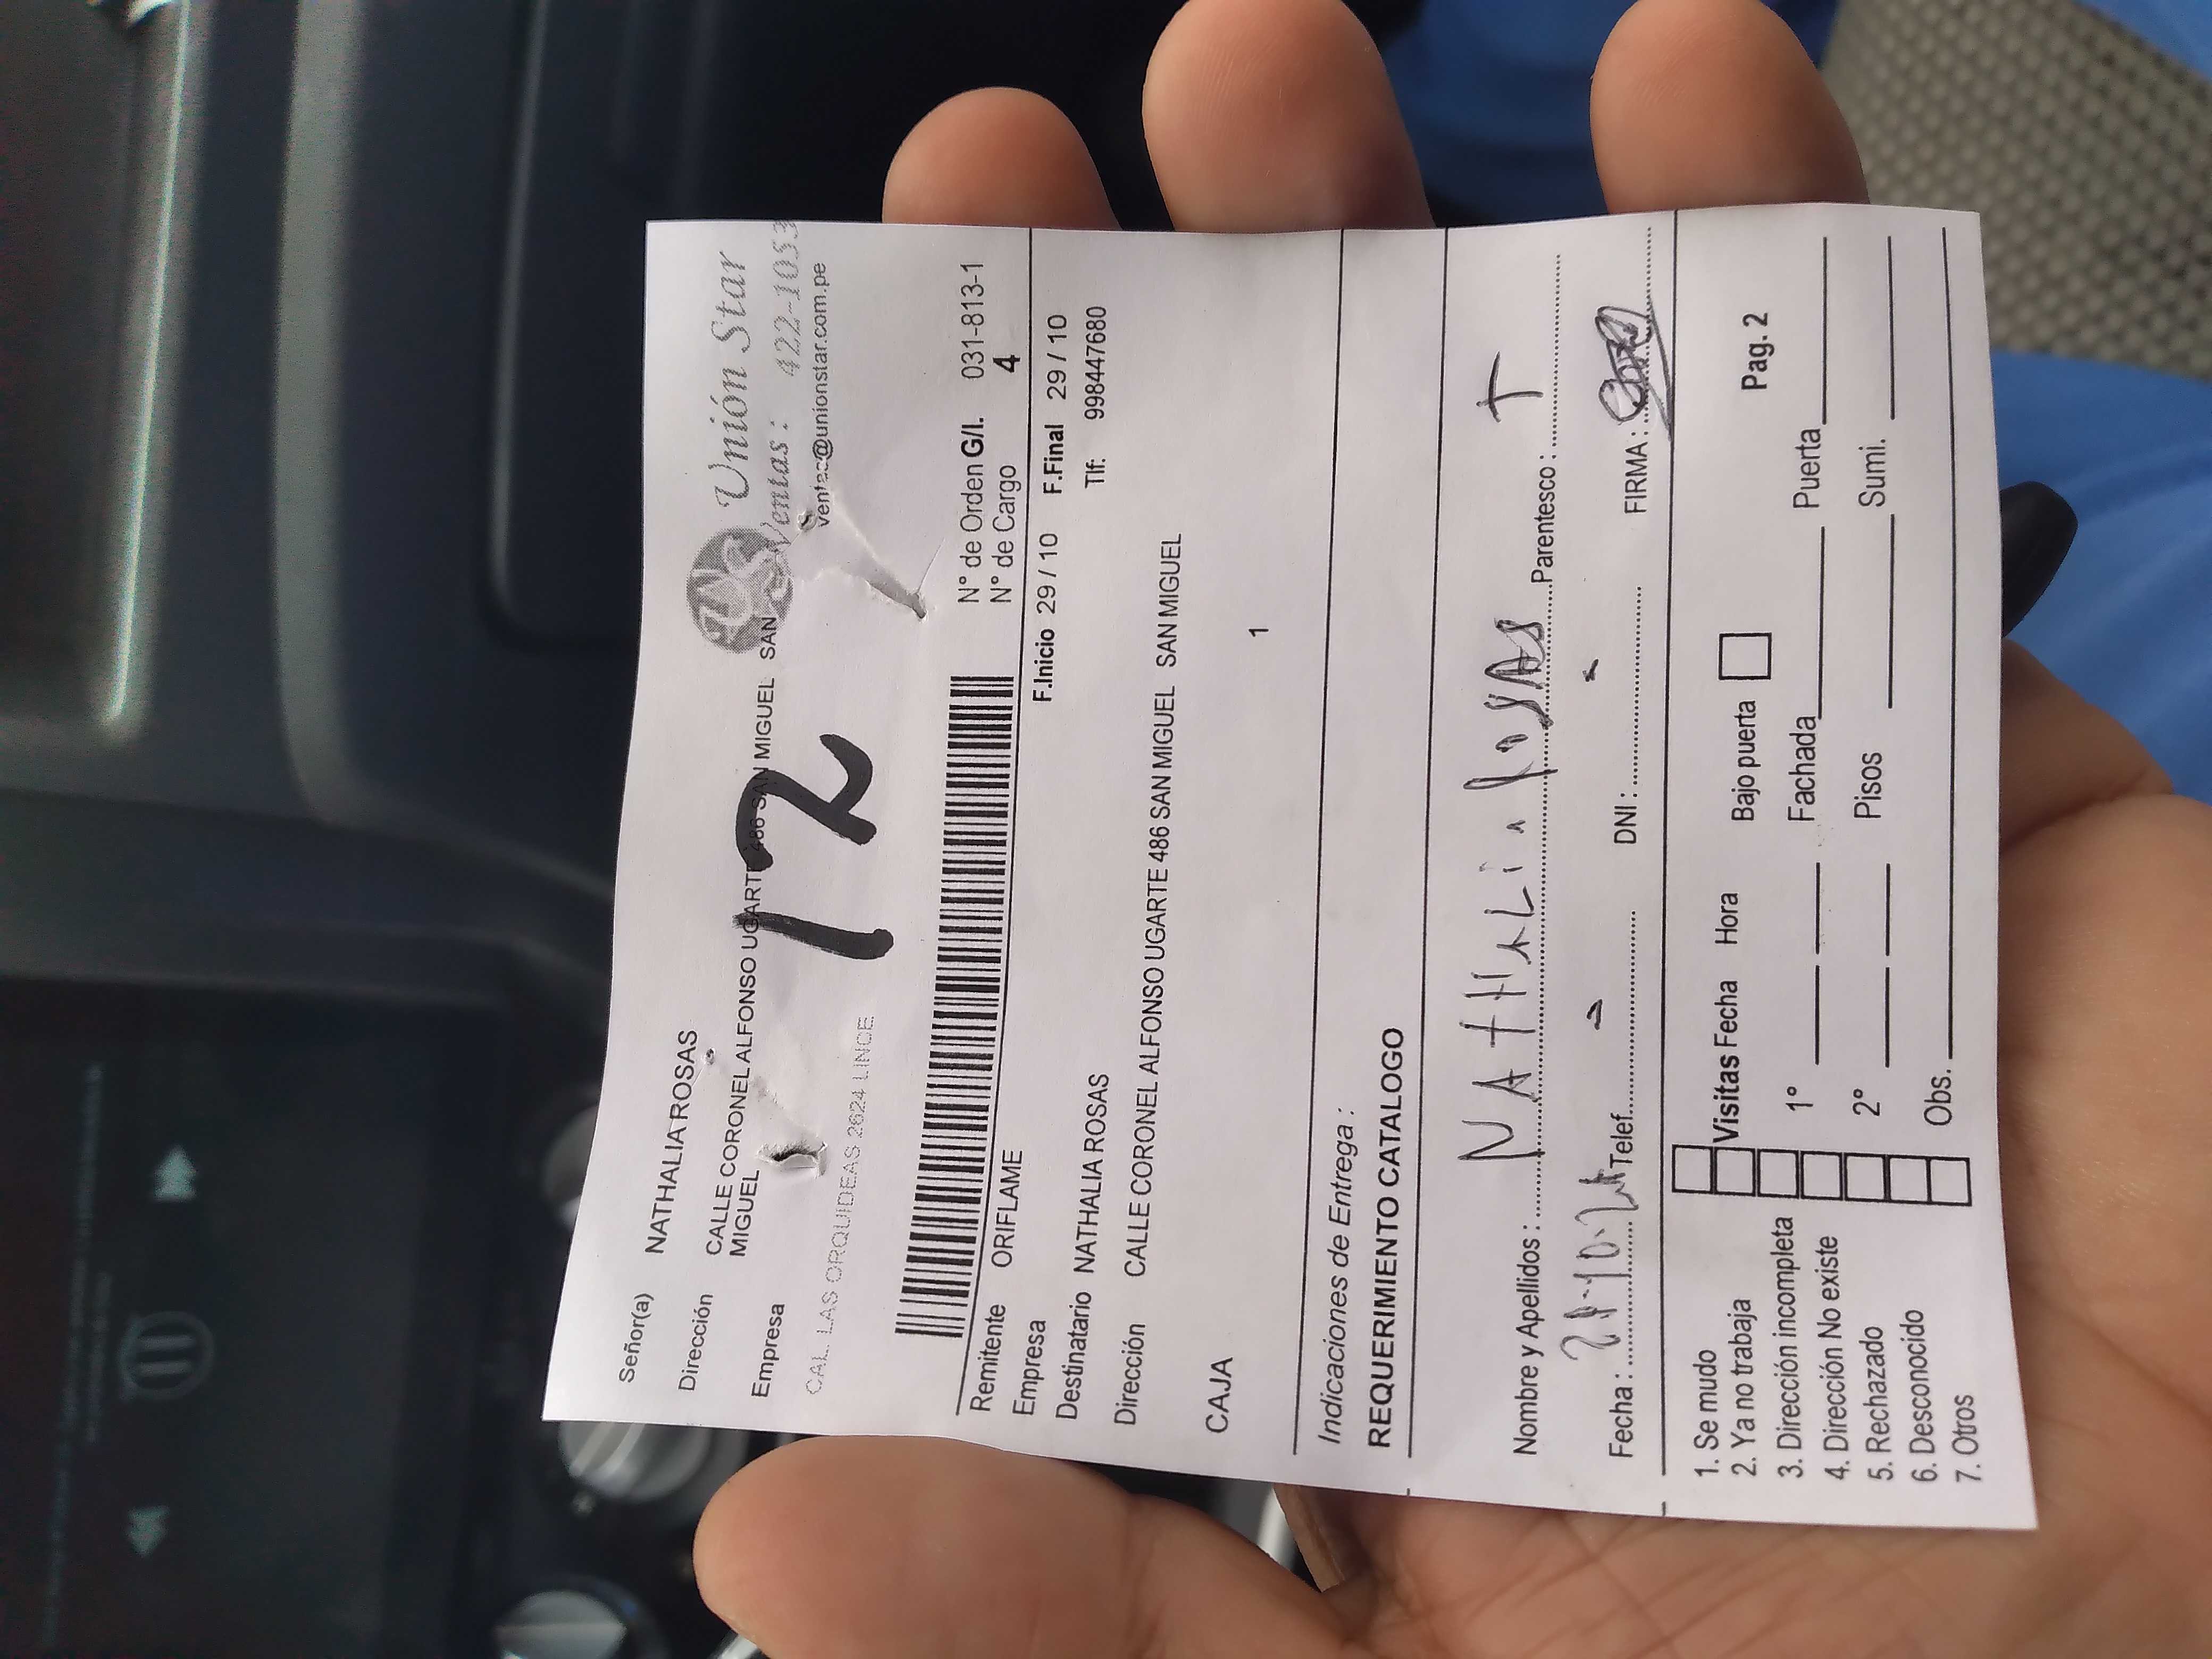 Unión Star
Ventas: 422-1053
ventas@unionstar.com.pe
Señor(a) NATHALIA ROSAS
Dirección CALLE CORONEL ALFONSO UGARTE 486 SAN MIGUEL SAN
MIGUEL
Empresa
CAL. LAS ORQUIDEAS 2624 LINCE
12
N° de Orden G/I. 031-813-1
N° de Cargo 4
Remitente ORIFLAME
F.Inicio 29 / 10 F.Final 29 / 10
Empresa
Tlf: 998447680
Destinatario NATHALIA ROSAS
Dirección CALLE CORONEL ALFONSO UGARTE 486 SAN MIGUEL SAN MIGUEL
CAJA 1
Indicaciones de Entrega :
REQUERIMIENTO CATALOGO
Nombre y Apellidos : NATHALIA ROSAS Parentesco : T
Fecha : Telef. DNI : FIRMA :
1. Se mudo
2. Ya no trabaja
3. Dirección incompleta
4. Dirección No existe
5. Rechazado
6. Desconocido
7. Otros
Visitas Fecha Hora Bajo puerta Pag. 2
1° Fachada Puerta
2° Pisos Sumi.
Obs.